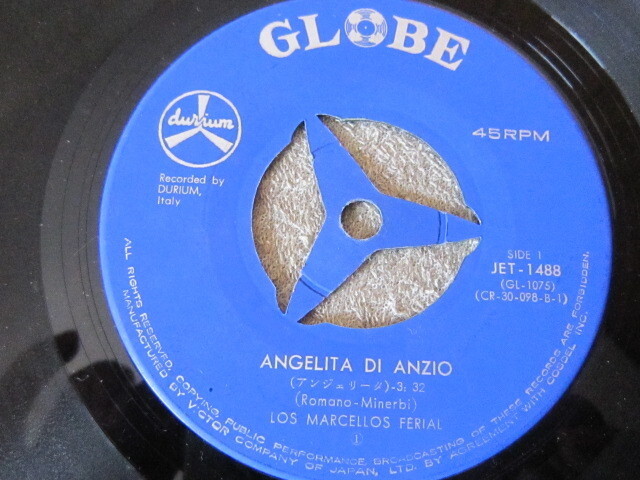 GLOBE
durium
45RPM
Recorded by
DURIUM,
Italy
SIDE 1
JET-1488
(GL-1075)
(CR-30-098-B-1)
ANGELITA DI ANZIO
(アンジェリータ)-3:32
(Romano-Minerbi)
LOS MARCELLOS FERIAL
1
ALL RIGHTS RESERVED. COPYING, PUBLIC PERFORMANCE, BROADCASTING OF THESE RECORDS ARE FORBIDDEN.
MANUFACTURED BY VICTOR COMPANY OF JAPAN, LTD. BY AGREEMENT WITH COGDEL INC.